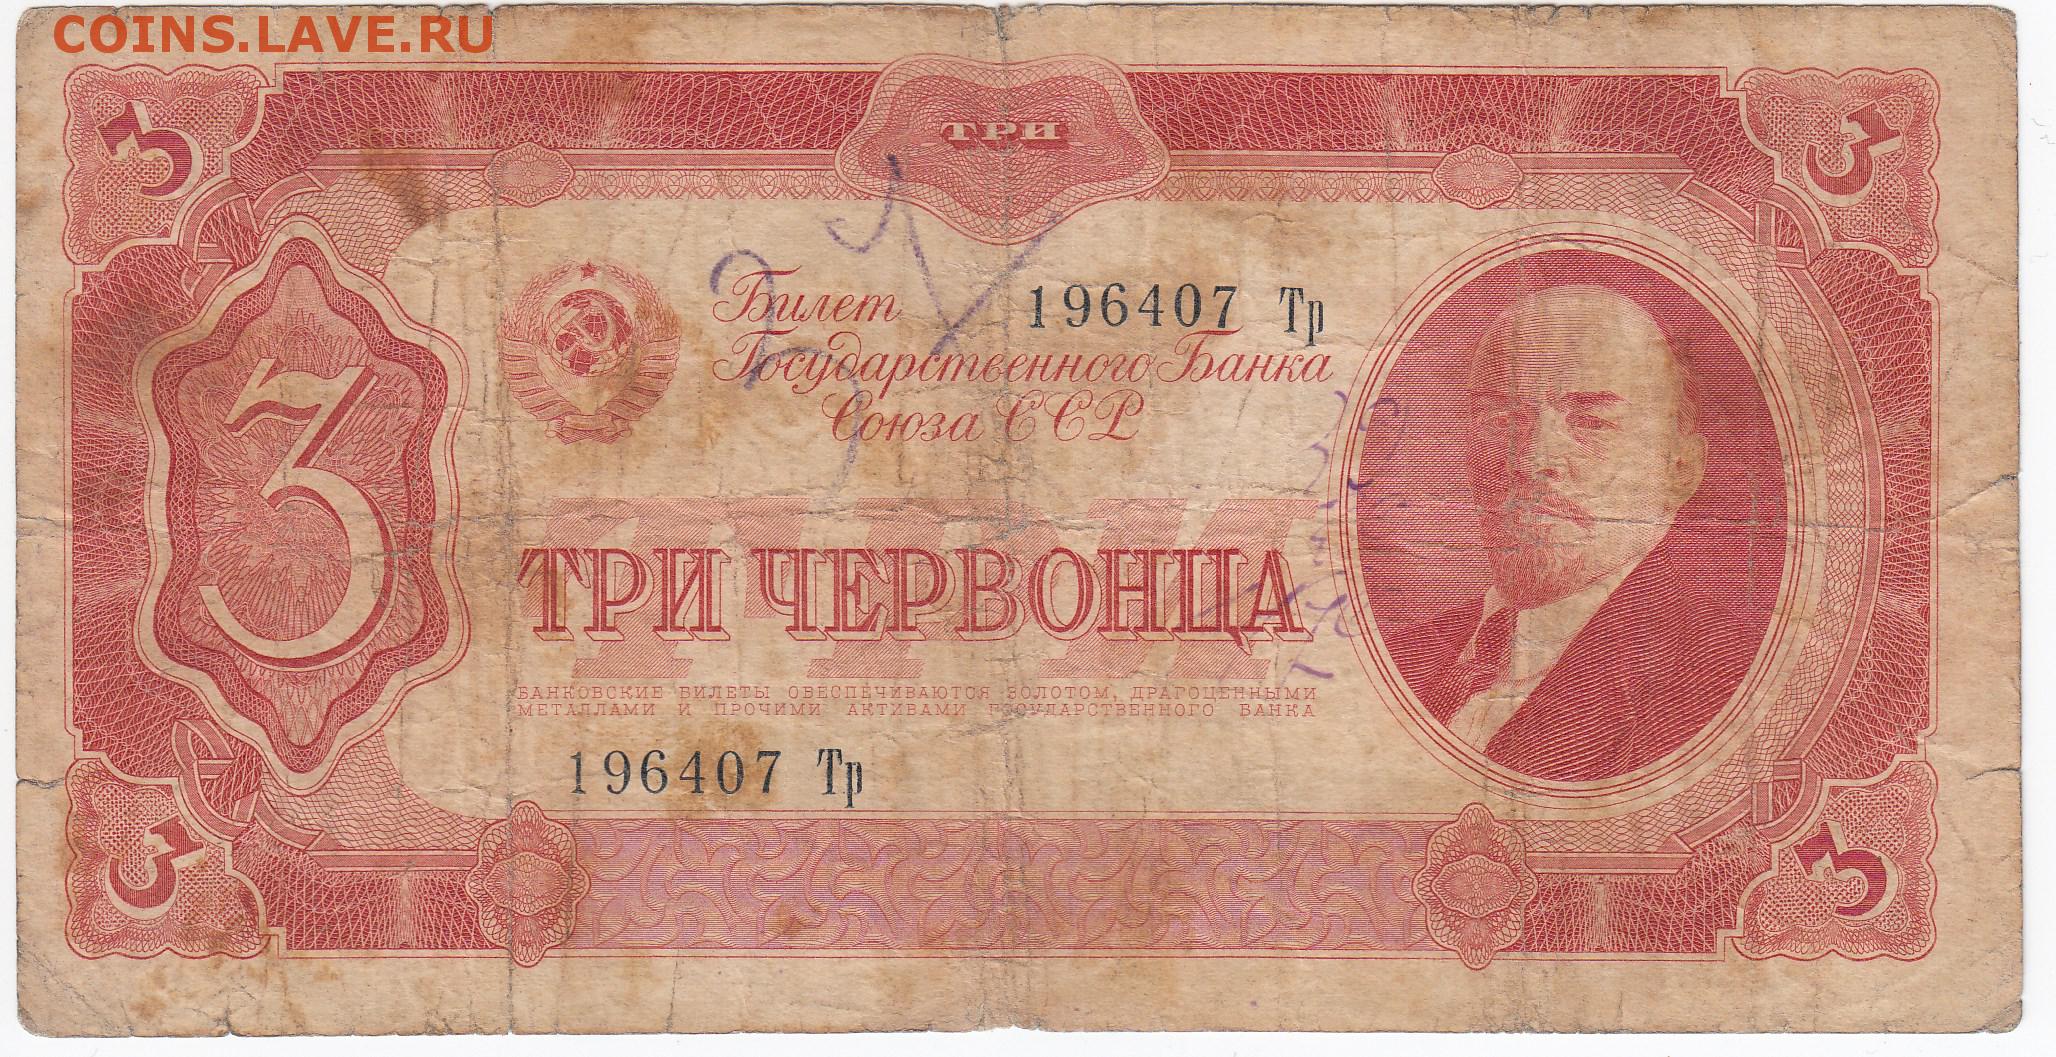 COINS.LAVE.RU
3 3
ТРИ
Билет 196407 Тр
Государственного Банка
Союза ССР
3
ТРИ
ТРИ ЧЕРВОНЦА
БАНКОВСКИЕ БИЛЕТЫ ОБЕСПЕЧИВАЮТСЯ ЗОЛОТОМ, ДРАГОЦЕННЫМИ
МЕТАЛЛАМИ И ПРОЧИМИ АКТИВАМИ ГОСУДАРСТВЕННОГО БАНКА
196407 Тр
3 3